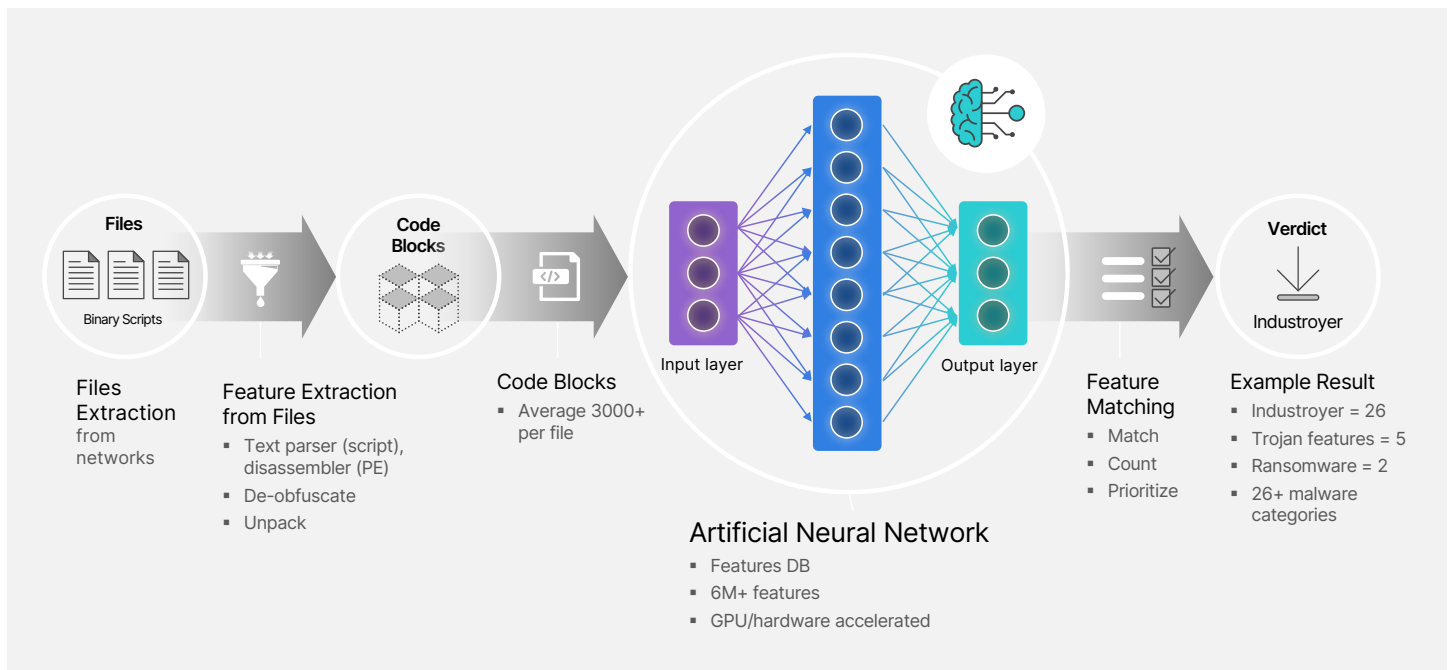 Files
Binary Scripts
Files
Extraction
from
networks
Feature Extraction
from Files
▪ Text parser (script),
disassembler (PE)
▪ De-obfuscate
▪ Unpack
Code
Blocks
</>
Code Blocks
▪ Average 3000+
per file
Input layer
Output layer
Artificial Neural Network
▪ Features DB
▪ 6M+ features
▪ GPU/hardware accelerated
Feature
Matching
▪ Match
▪ Count
▪ Prioritize
Verdict
Industroyer
Example Result
▪ Industroyer = 26
▪ Trojan features = 5
▪ Ransomware = 2
▪ 26+ malware
categories